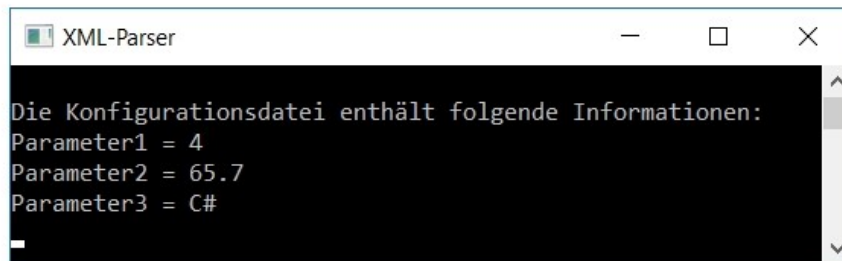 XML-Parser
Die Konfigurationsdatei enthält folgende Informationen:
Parameter1 = 4
Parameter2 = 65.7
Parameter3 = C#